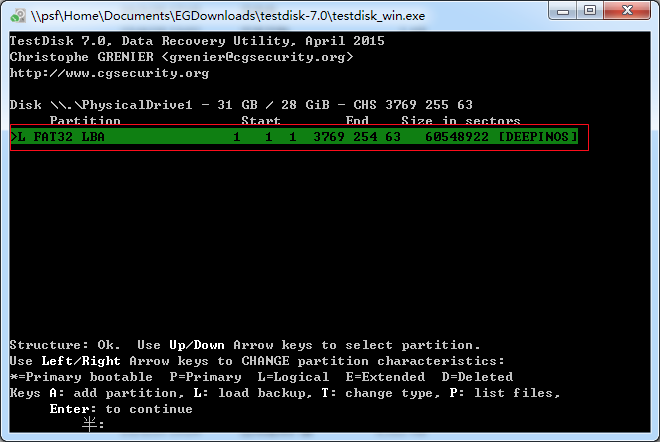 \\psf\Home\Documents\EGDownloads\testdisk-7.0\testdisk_win.exe
TestDisk 7.0, Data Recovery Utility, April 2015
Christophe GRENIER <grenier@cgsecurity.org>
http://www.cgsecurity.org
Disk \\.\PhysicalDrive1 - 31 GB / 28 GiB - CHS 3769 255 63
Partition Start End Size in sectors
>L FAT32 LBA 1 1 1 3769 254 63 60548922 [DEEPINOS]
Structure: Ok. Use Up/Down Arrow keys to select partition.
Use Left/Right Arrow keys to CHANGE partition characteristics:
*=Primary bootable P=Primary L=Logical E=Extended D=Deleted
Keys A: add partition, L: load backup, T: change type, P: list files,
Enter: to continue
半: